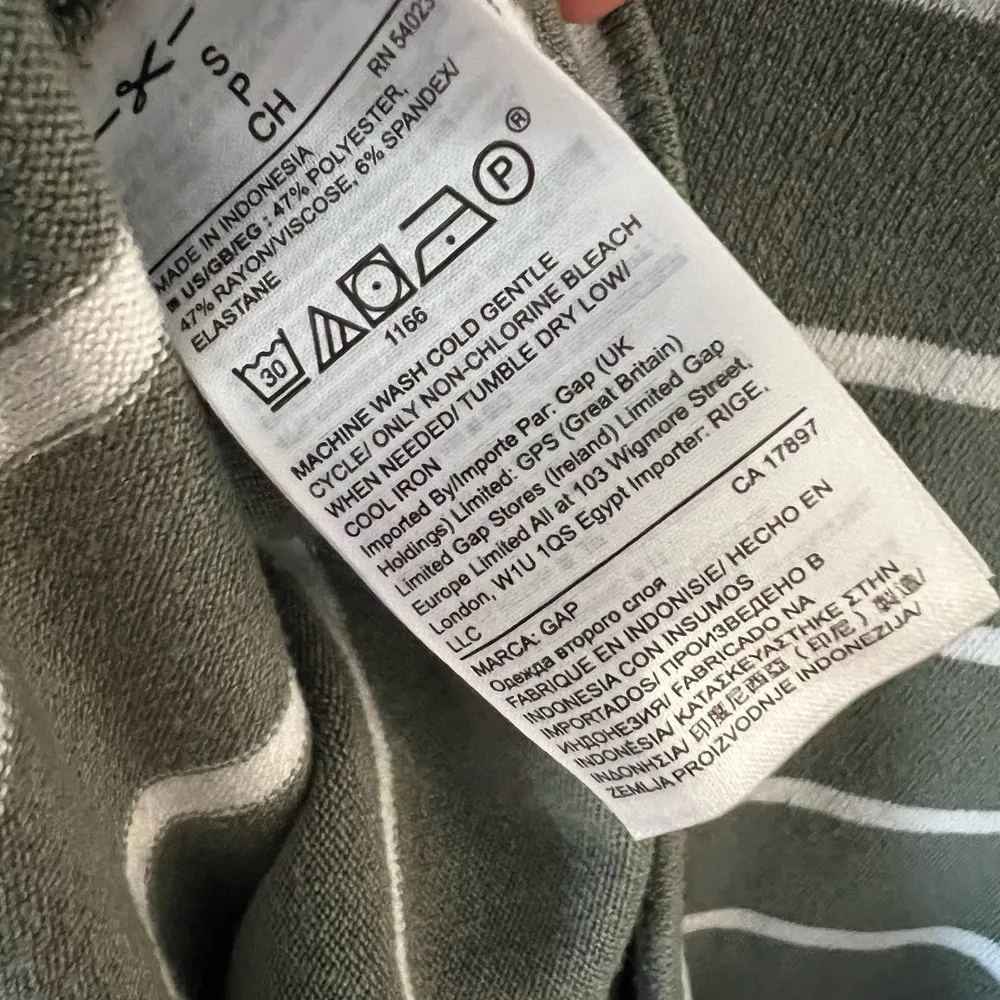 S
P
CH
RN 54023
MADE IN INDONESIA
US/GB/EG : 47% POLYESTER,
47% RAYON/VISCOSE, 6% SPANDEX/
ELASTANE
30
P
®
1166
MACHINE WASH COLD GENTLE
CYCLE/ ONLY NON-CHLORINE BLEACH
WHEN NEEDED/ TUMBLE DRY LOW/
COOL IRON
Imported By/Importe Par: Gap (UK
Holdings) Limited: GPS (Great Britain)
Limited Gap Stores (Ireland) Limited Gap
Europe Limited All at 103 Wigmore Street,
London, W1U 1QS Egypt Importer: RIGE.
LLC
CA 17897
MARCA: GAP
Одежда второго слоя
FABRIQUE EN INDONISIE/ HECHO EN
INDONESIA CON INSUMOS
IMPORTADOS/ ПРОИЗВЕДЕНО В
ИНДОНЕЗИЯ/ FABRICADO NA
INDONÉSIA/ ΚΑΤΑΣΚΕΥΑΣΤΗΚΕ ΣΤΗΝ
ΙΝΔΟΝΗΣΙΑ/ 印度尼西亞（印尼）製造/
ZEMLJA PROIZVODNJE INDONEZIJA/